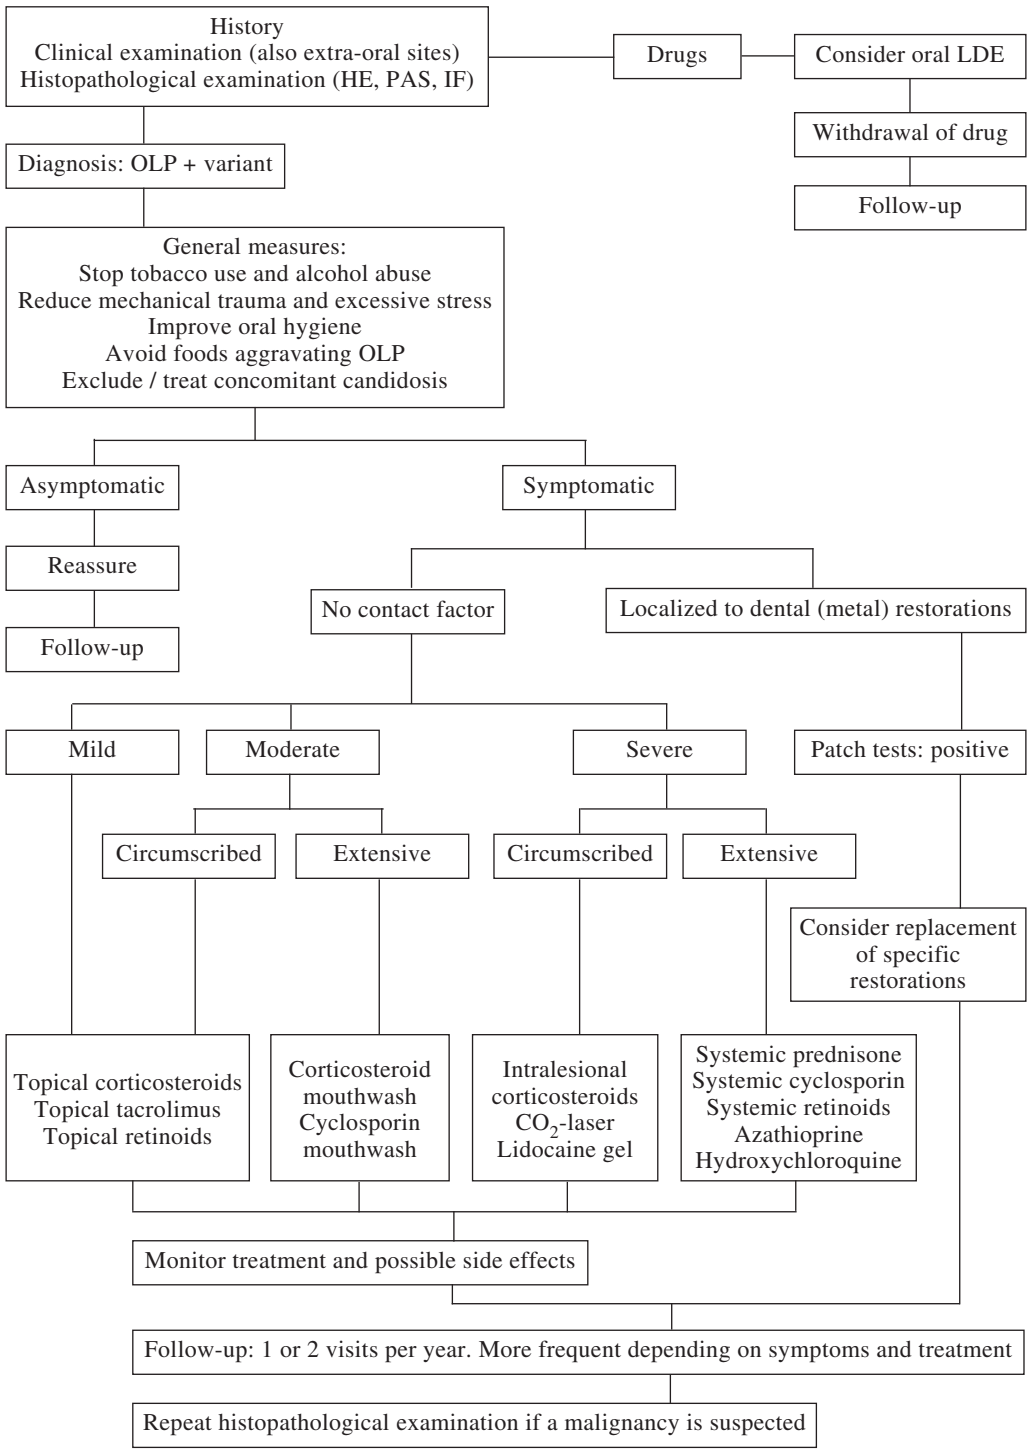 History
Clinical examination (also extra-oral sites)
Histopathological examination (HE, PAS, IF)
Drugs
Consider oral LDE
Withdrawal of drug
Follow-up
Diagnosis: OLP + variant
General measures:
Stop tobacco use and alcohol abuse
Reduce mechanical trauma and excessive stress
Improve oral hygiene
Avoid foods aggravating OLP
Exclude / treat concomitant candidosis
Asymptomatic
Symptomatic
Reassure
Follow-up
No contact factor
Localized to dental (metal) restorations
Mild
Moderate
Severe
Patch tests: positive
Circumscribed
Extensive
Circumscribed
Extensive
Consider replacement
of specific
restorations
Topical corticosteroids
Topical tacrolimus
Topical retinoids
Corticosteroid
mouthwash
Cyclosporin
mouthwash
Intralesional
corticosteroids
CO2-laser
Lidocaine gel
Systemic prednisone
Systemic cyclosporin
Systemic retinoids
Azathioprine
Hydroxychloroquine
Monitor treatment and possible side effects
Follow-up: 1 or 2 visits per year. More frequent depending on symptoms and treatment
Repeat histopathological examination if a malignancy is suspected